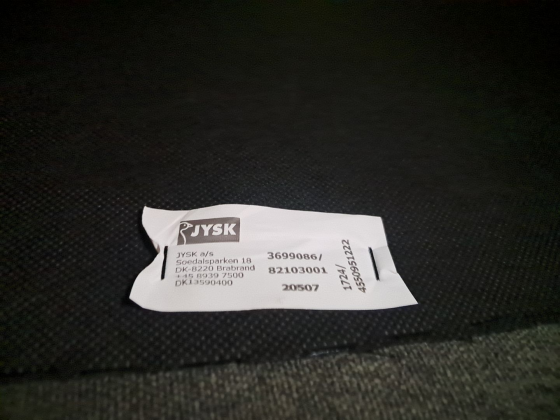 JYSK
JYSK a/s
Soedalsparken 18
DK-8220 Brabrand
+45 8939 7500
DK13590400
3699086/
82103001
20507
1724/
4550951222